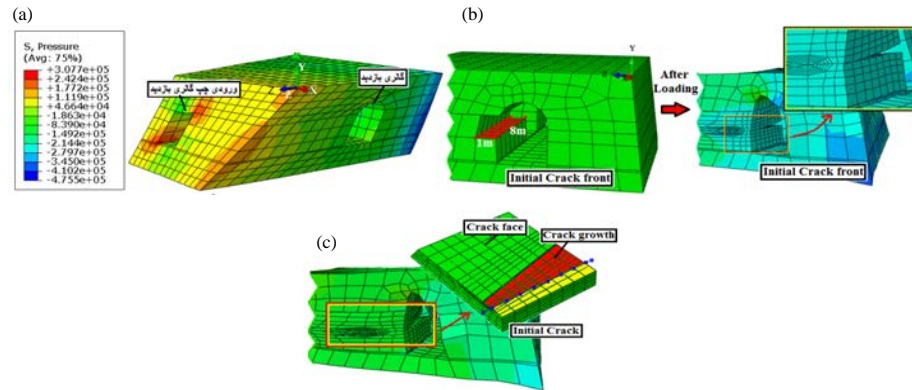 (a)
S, Pressure
(Avg: 75%)
+3.077e+05
+2.424e+05
+1.772e+05
+1.119e+05
+4.664e+04
-1.863e+04
-8.390e+04
-1.492e+05
-2.144e+05
-2.797e+05
-3.450e+05
-4.102e+05
-4.755e+05
ورودی چپ گالری بازدید
گالری بازدید
Y
Z
X
(b)
Y
1m
8m
Initial Crack front
After
Loading
Initial Crack front
(c)
Crack face
Crack growth
Initial Crack